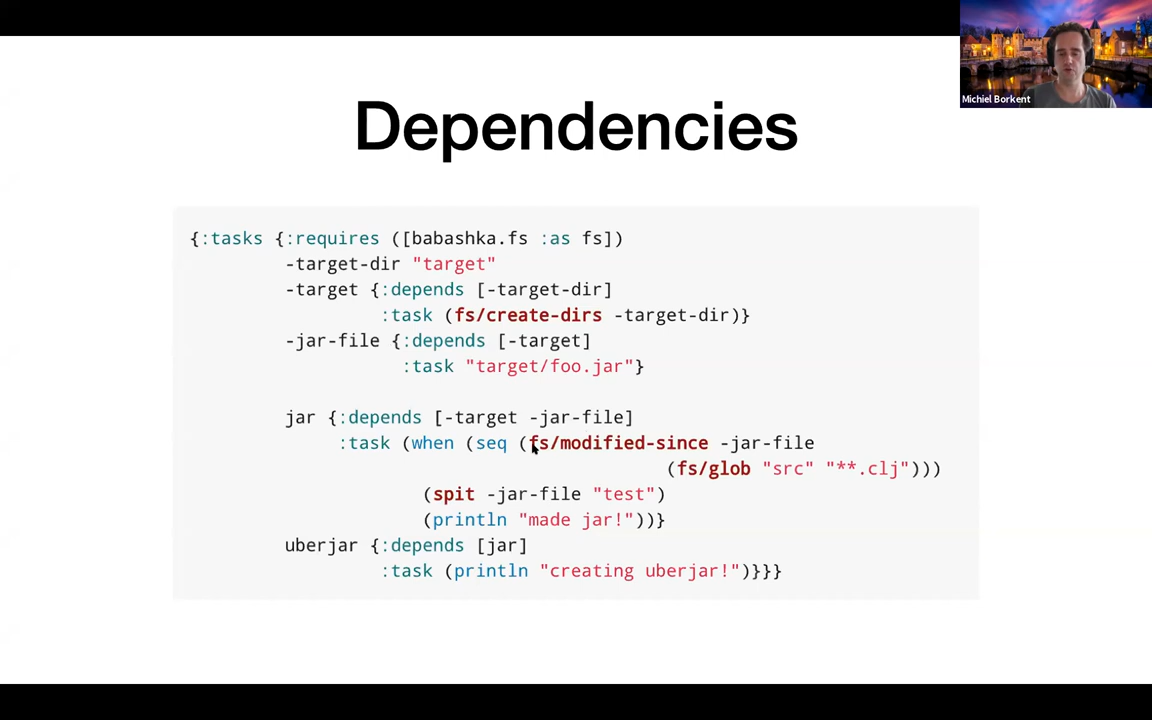 Michiel Borkent
Dependencies
{:tasks {:requires ([babashka.fs :as fs])
         -target-dir "target"
         -target {:depends [-target-dir]
                  :task (fs/create-dirs -target-dir)}
         -jar-file {:depends [-target]
                    :task "target/foo.jar"}
         jar {:depends [-target -jar-file]
              :task (when (seq (fs/modified-since -jar-file
                                             (fs/glob "src" "**.clj")))
                      (spit -jar-file "test")
                      (println "made jar!"))}
         uberjar {:depends [jar]
                  :task (println "creating uberjar!")}}}